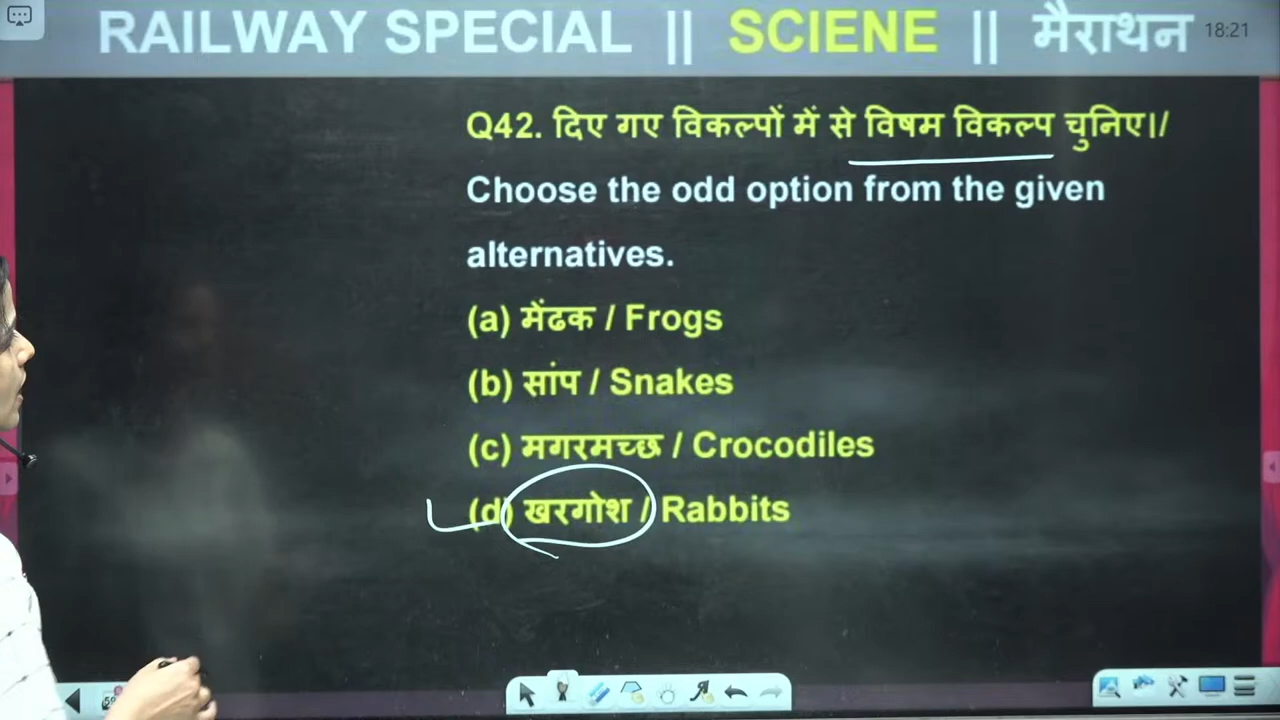 RAILWAY SPECIAL || SCIENE || मैराथन 18:21
Q42. दिए गए विकल्पों में से विषम विकल्प चुनिए।/
Choose the odd option from the given
alternatives.
(a) मेंढक / Frogs
(b) सांप / Snakes
(c) मगरमच्छ / Crocodiles
(d) खरगोश / Rabbits